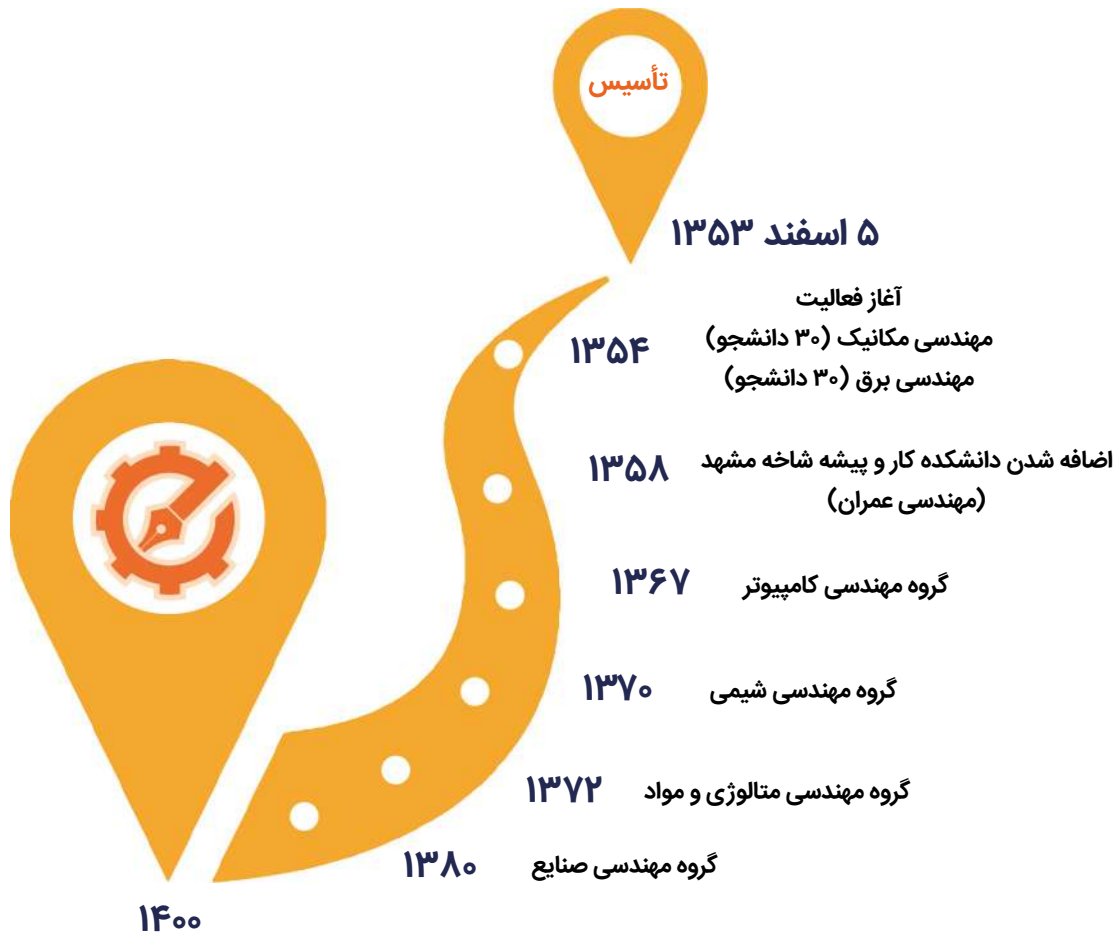 تأسیس
۵ اسفند ۱۳۵۳
آغاز فعالیت
۱۳۵۴ مهندسی مکانیک (۳۰ دانشجو)
مهندسی برق (۳۰ دانشجو)
۱۳۵۸ اضافه شدن دانشکده کار و پیشه شاخه مشهد
(مهندسی عمران)
۱۳۶۷ گروه مهندسی کامپیوتر
۱۳۷۰ گروه مهندسی شیمی
۱۳۷۲ گروه مهندسی متالوژی و مواد
۱۳۸۰ گروه مهندسی صنایع
۱۴۰۰